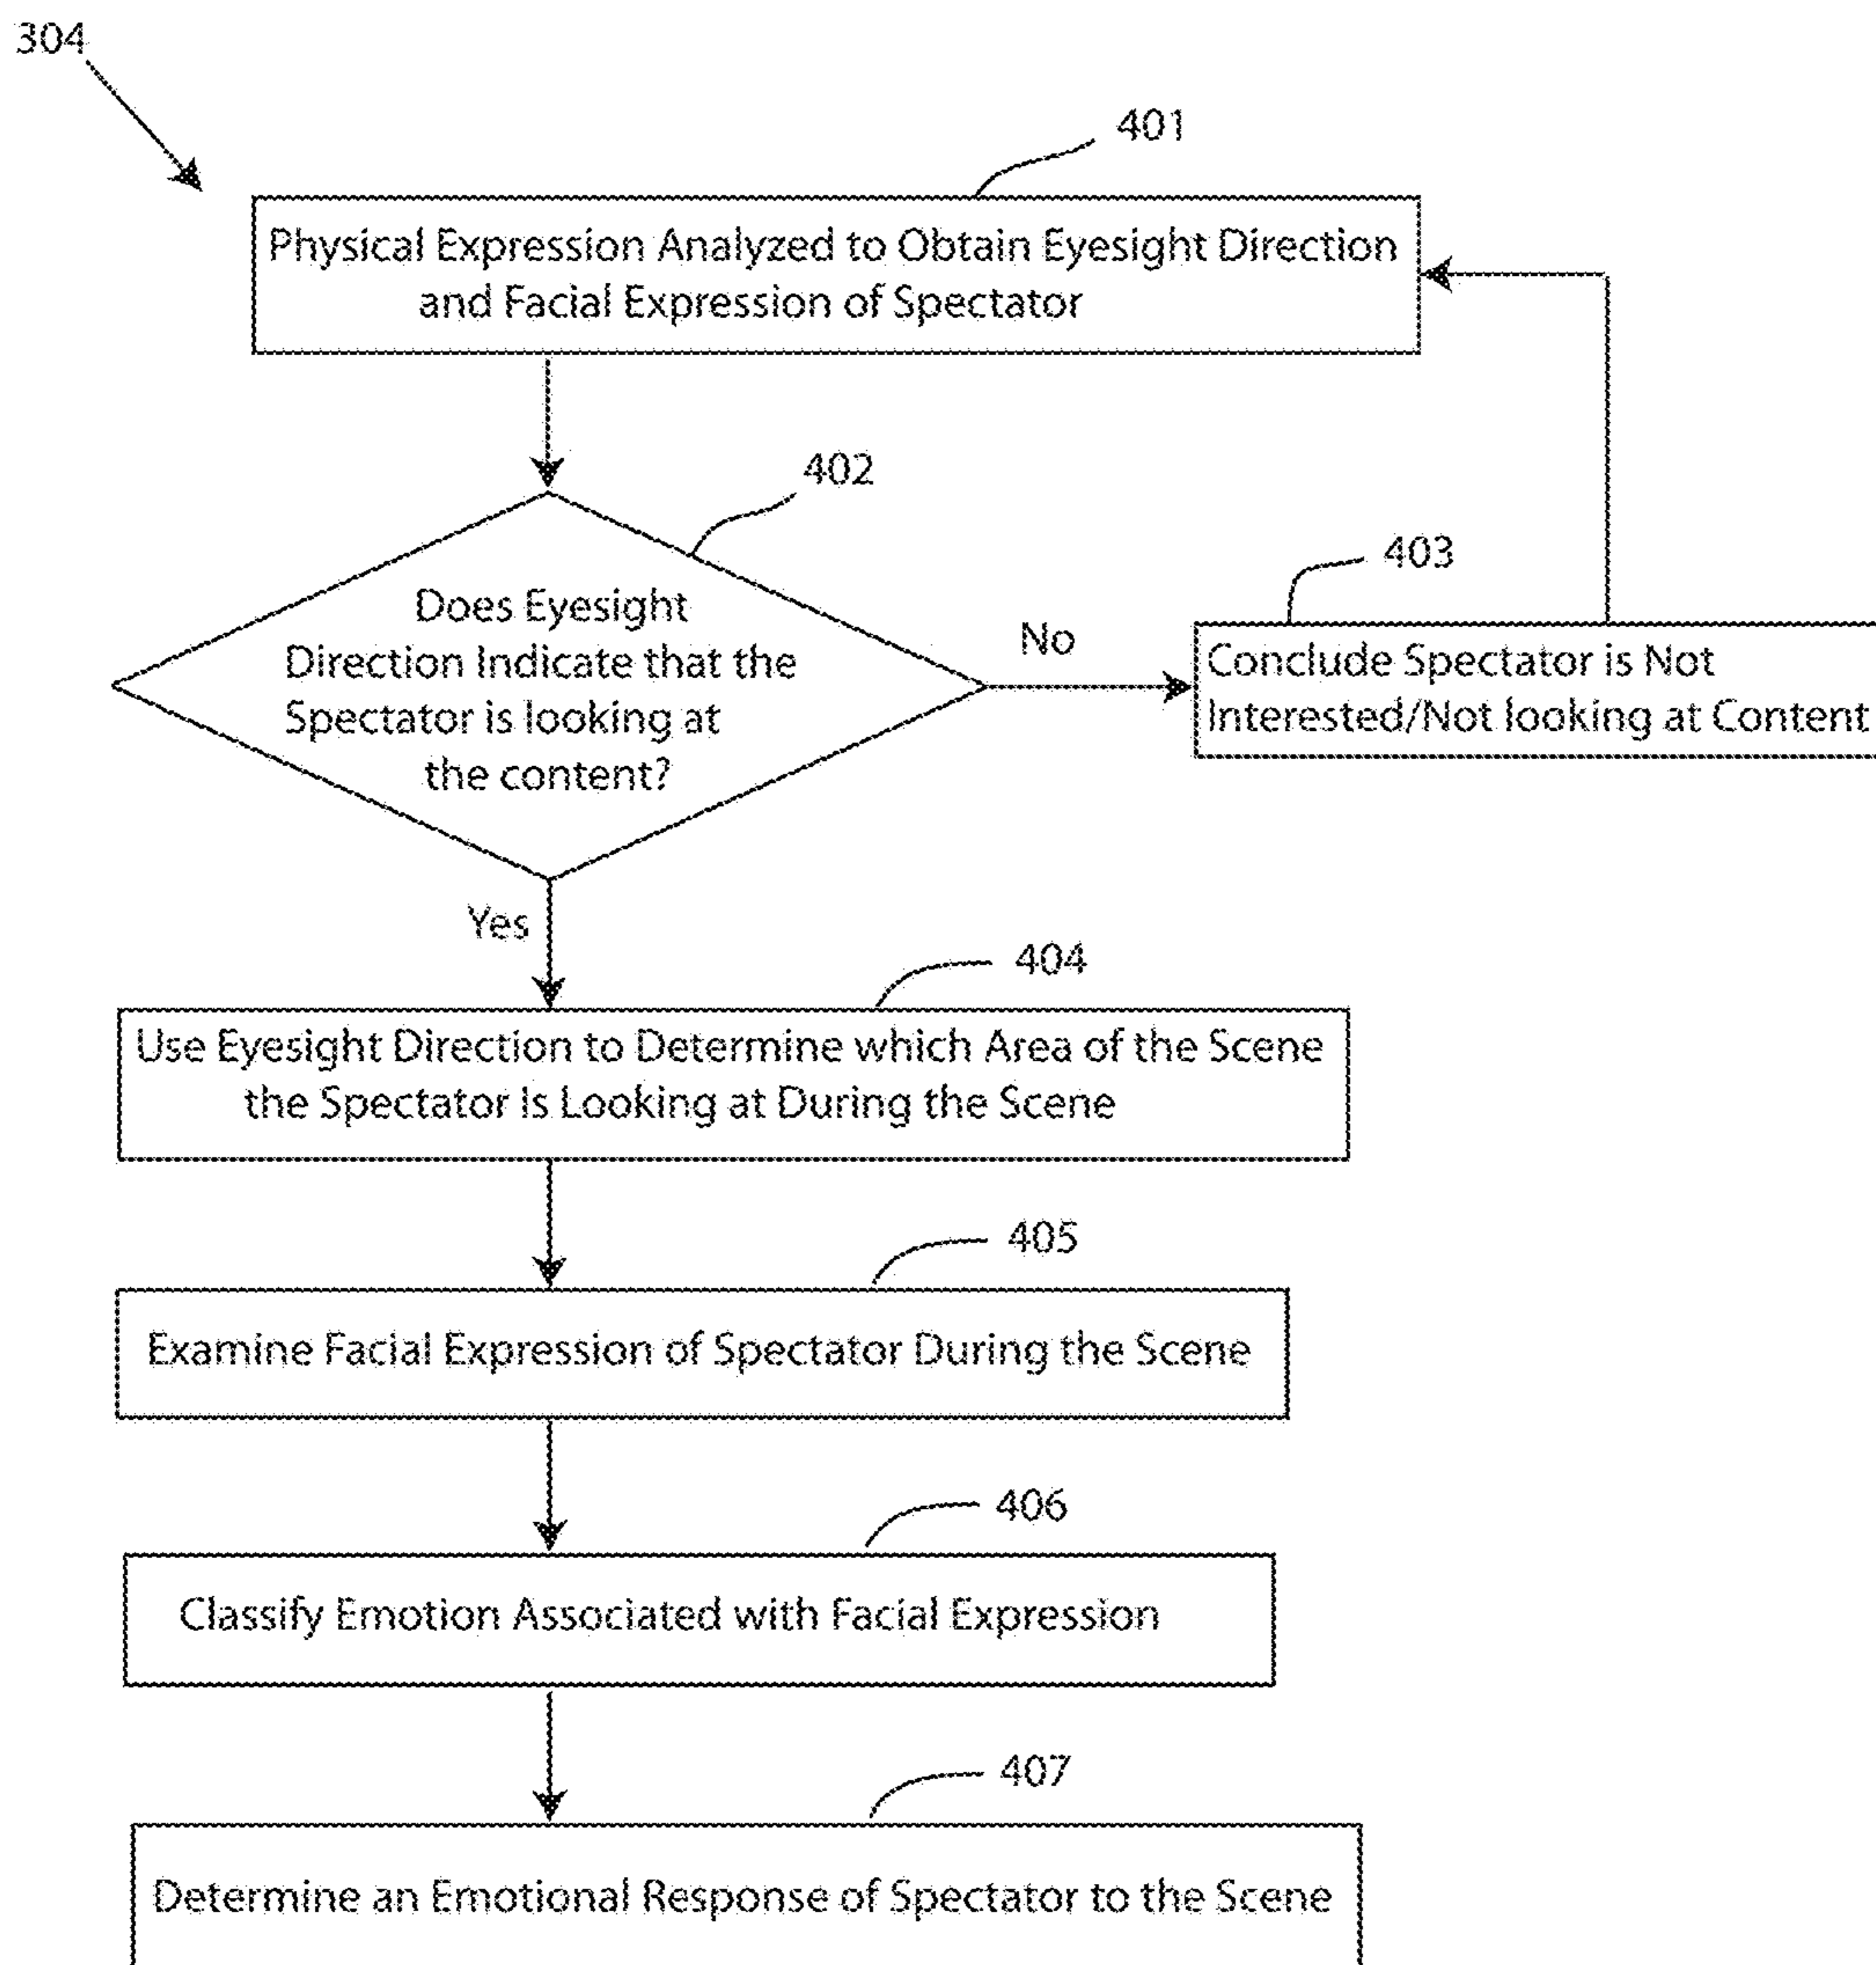 304
401
Physical Expression Analyzed to Obtain Eyesight Direction
and Facial Expression of Spectator
402
Does Eyesight
Direction Indicate that the
Spectator is looking at
the content?
No
403
Conclude Spectator is Not
Interested/Not looking at Content
Yes
404
Use Eyesight Direction to Determine which Area of the Scene
the Spectator Is Looking at During the Scene
405
Examine Facial Expression of Spectator During the Scene
406
Classify Emotion Associated with Facial Expression
407
Determine an Emotional Response of Spectator to the Scene